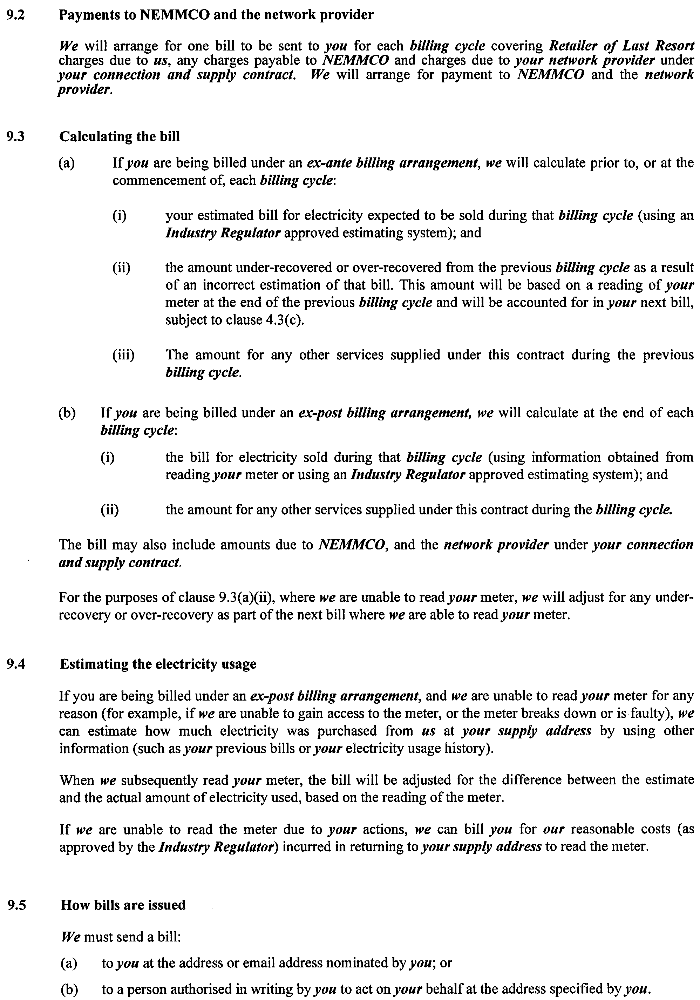 9.2 Payments to NEMMCO and the network provider
We will arrange for one bill to be sent to you for each billing cycle covering Retailer of Last Resort
charges due to us, any charges payable to NEMMCO and charges due to your network provider under
your connection and supply contract. We will arrange for payment to NEMMCO and the network
provider.
9.3 Calculating the bill
(a) If you are being billed under an ex-ante billing arrangement, we will calculate prior to, or at the
commencement of, each billing cycle:
(i) your estimated bill for electricity expected to be sold during that billing cycle (using an
Industry Regulator approved estimating system); and
(ii) the amount under-recovered or over-recovered from the previous billing cycle as a result
of an incorrect estimation of that bill. This amount will be based on a reading of your
meter at the end of the previous billing cycle and will be accounted for in your next bill,
subject to clause 4.3(c).
(iii) The amount for any other services supplied under this contract during the previous
billing cycle.
(b) If you are being billed under an ex-post billing arrangement, we will calculate at the end of each
billing cycle:
(i) the bill for electricity sold during that billing cycle (using information obtained from
reading your meter or using an Industry Regulator approved estimating system); and
(ii) the amount for any other services supplied under this contract during the billing cycle.
The bill may also include amounts due to NEMMCO, and the network provider under your connection
and supply contract.
For the purposes of clause 9.3(a)(ii), where we are unable to read your meter, we will adjust for any under-
recovery or over-recovery as part of the next bill where we are able to read your meter.
9.4 Estimating the electricity usage
If you are being billed under an ex-post billing arrangement, and we are unable to read your meter for any
reason (for example, if we are unable to gain access to the meter, or the meter breaks down or is faulty), we
can estimate how much electricity was purchased from us at your supply address by using other
information (such as your previous bills or your electricity usage history).
When we subsequently read your meter, the bill will be adjusted for the difference between the estimate
and the actual amount of electricity used, based on the reading of the meter.
If we are unable to read the meter due to your actions, we can bill you for our reasonable costs (as
approved by the Industry Regulator) incurred in returning to your supply address to read the meter.
9.5 How bills are issued
We must send a bill:
(a) to you at the address or email address nominated by you; or
(b) to a person authorised in writing by you to act on your behalf at the address specified by you.